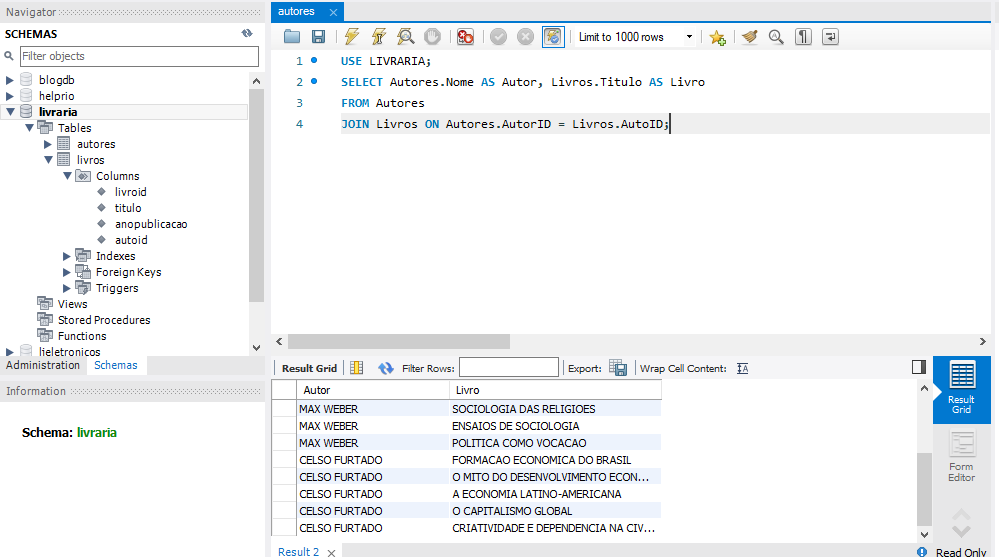 Navigator
SCHEMAS
Filter objects
blogdb
helprio
livraria
Tables
autores
livros
Columns
livroid
titulo
anopublicacao
autoid
Indexes
Foreign Keys
Triggers
Views
Stored Procedures
Functions
lieletronicos
Administration Schemas
Information
Schema: livraria
autores
Limit to 1000 rows
1 USE LIVRARIA;
2 SELECT Autores.Nome AS Autor, Livros.Titulo AS Livro
3 FROM Autores
4 JOIN Livros ON Autores.AutorID = Livros.AutoID;
Result Grid Filter Rows: Export: Wrap Cell Content:
Autor Livro
MAX WEBER SOCIOLOGIA DAS RELIGIOES
MAX WEBER ENSAIOS DE SOCIOLOGIA
MAX WEBER POLITICA COMO VOCACAO
CELSO FURTADO FORMACAO ECONOMICA DO BRASIL
CELSO FURTADO O MITO DO DESENVOLVIMENTO ECON...
CELSO FURTADO A ECONOMIA LATINO-AMERICANA
CELSO FURTADO O CAPITALISMO GLOBAL
CELSO FURTADO CRIATIVIDADE E DEPENDENCIA NA CIV...
Result
Grid
Form
Editor
Result 2
Read Only